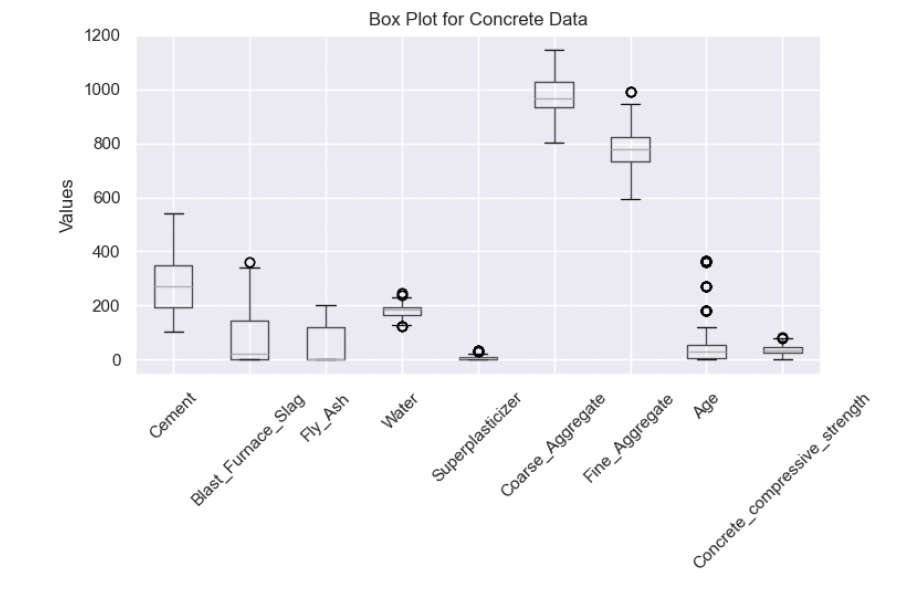 Box Plot for Concrete Data
Values
1200
1000
800
600
400
200
0
Cement
Blast_Furnace_Slag
Fly_Ash
Water
Superplasticizer
Coarse_Aggregate
Fine_Aggregate
Age
Concrete_compressive_strength